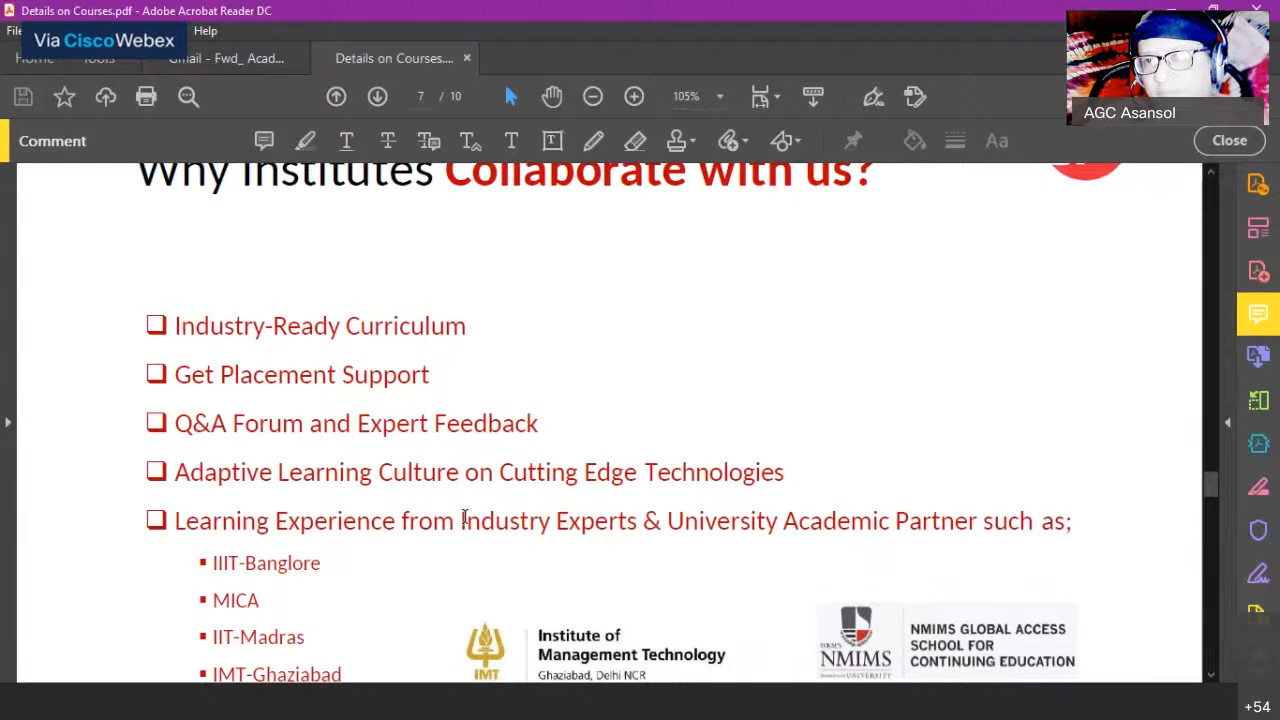 Details on Courses.pdf - Adobe Acrobat Reader DC
Help
Via CiscoWebex
Home Tools Gmail - Fwd_ Acad... Details on Courses.... ×
7 / 10 105%
AGC Asansol
Comment
Aa
Close
Why Institutes Collaborate with us?
Industry-Ready Curriculum
Get Placement Support
Q&A Forum and Expert Feedback
Adaptive Learning Culture on Cutting Edge Technologies
Learning Experience from Industry Experts & University Academic Partner such as;
IIIT-Banglore
MICA
IIT-Madras
IMT-Ghaziabad
IMT
Institute of
Management Technology
Ghaziabad, Delhi NCR
NMIMS
NMIMS GLOBAL ACCESS
SCHOOL FOR
CONTINUING EDUCATION
+54